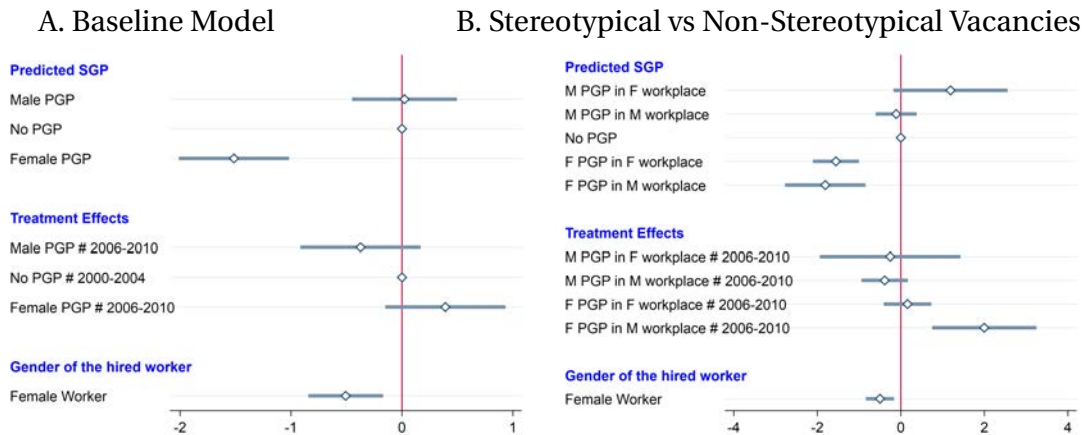 A. Baseline Model
Predicted SGP
Male PGP
No PGP
Female PGP
Treatment Effects
Male PGP # 2006-2010
No PGP # 2000-2004
Female PGP # 2006-2010
Gender of the hired worker
Female Worker
-2 -1 0 1
B. Stereotypical vs Non-Stereotypical Vacancies
Predicted SGP
M PGP in F workplace
M PGP in M workplace
No PGP
F PGP in F workplace
F PGP in M workplace
Treatment Effects
M PGP in F workplace # 2006-2010
M PGP in M workplace # 2006-2010
F PGP in F workplace # 2006-2010
F PGP in M workplace # 2006-2010
Gender of the hired worker
Female Worker
-4 -2 0 2 4